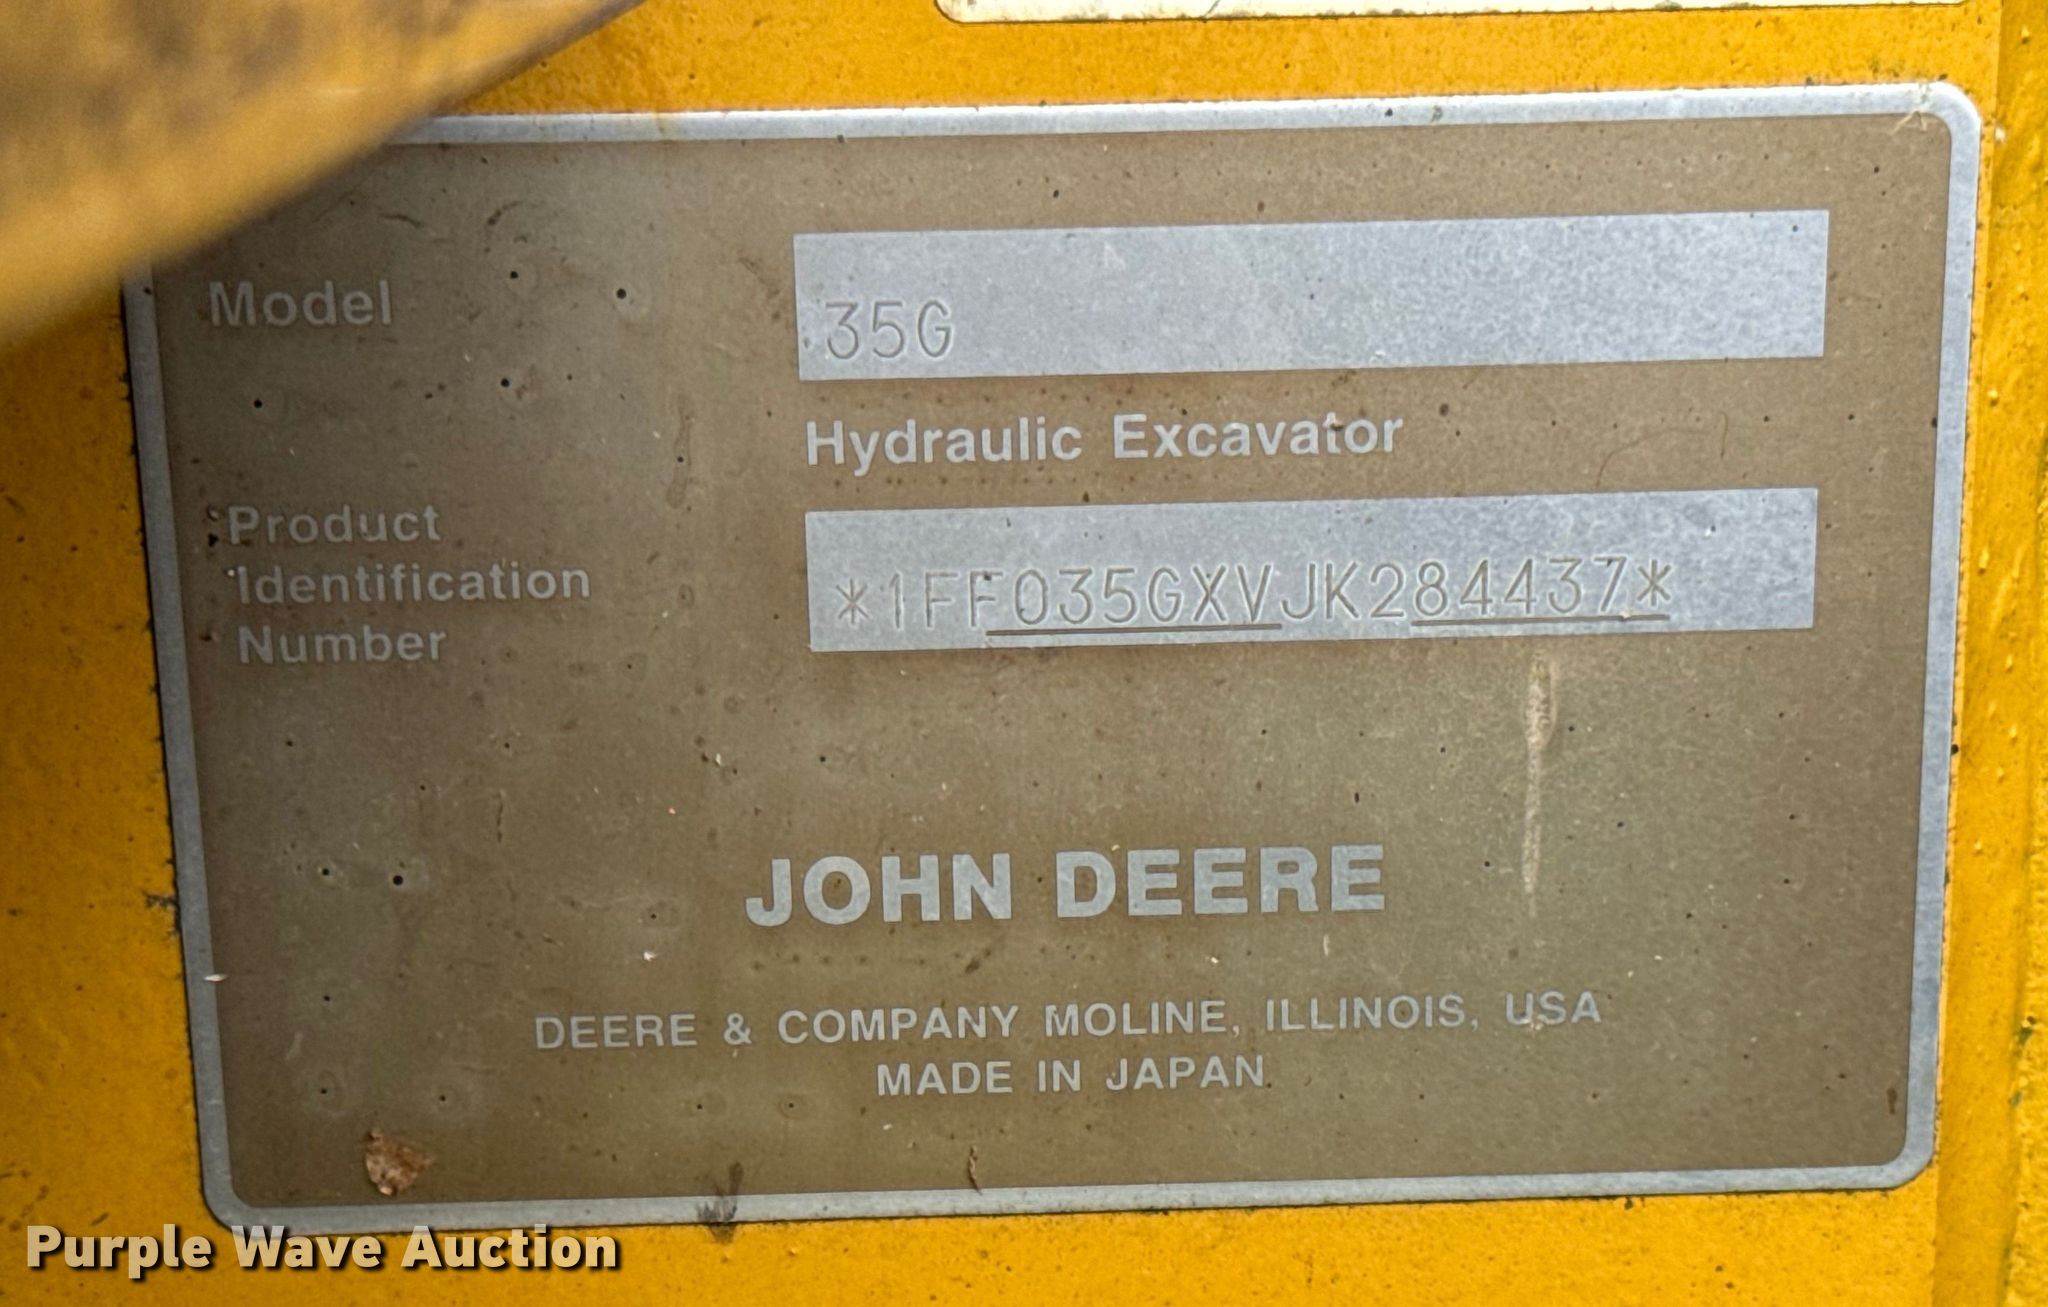 Model
35G
Hydraulic Excavator
Product
Identification
Number
*1FF035GXVJK284437*
JOHN DEERE
DEERE & COMPANY MOLINE, ILLINOIS, USA
MADE IN JAPAN
Purple Wave Auction